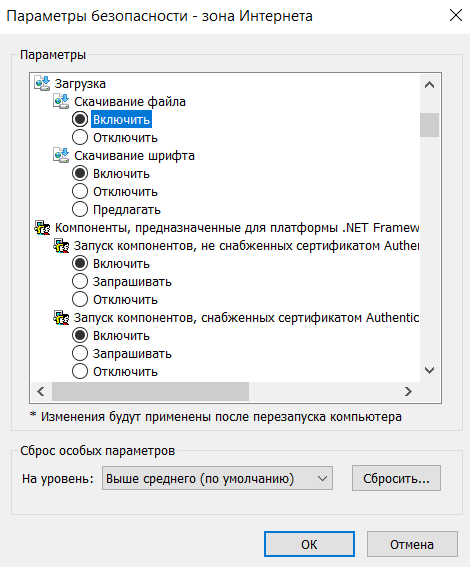 Параметры безопасности - зона Интернета
Параметры
Загрузка
Скачивание файла
Включить
Отключить
Скачивание шрифта
Включить
Отключить
Предлагать
Компоненты, предназначенные для платформы .NET Framew
Запуск компонентов, не снабженных сертификатом Authen
Включить
Запрашивать
Отключить
Запуск компонентов, снабженных сертификатом Authentic
Включить
Запрашивать
Отключить
* Изменения будут применены после перезапуска компьютера
Сброс особых параметров
На уровень: Выше среднего (по умолчанию) Сбросить...
ОК Отмена